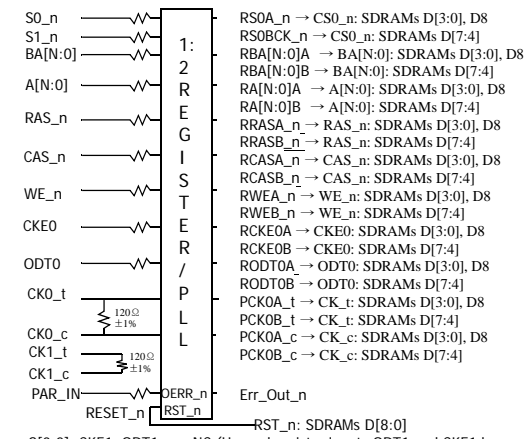 S0_n
S1_n
BA[N:0]
A[N:0]
RAS_n
CAS_n
WE_n
CKE0
ODT0
CK0_t
120Ω
±1%
CK0_c
CK1_t
120Ω
±1%
CK1_c
PAR_IN
RESET_n
1:
2
R
E
G
I
S
T
E
R
/
P
L
L
OERR_n
RST_n
RS0A_n → CS0_n: SDRAMs D[3:0], D8
RS0BCK_n → CS0_n: SDRAMs D[7:4]
RBA[N:0]A → BA[N:0]: SDRAMs D[3:0], D8
RBA[N:0]B → BA[N:0]: SDRAMs D[7:4]
RA[N:0]A → A[N:0]: SDRAMs D[3:0], D8
RA[N:0]B → A[N:0]: SDRAMs D[7:4]
RRASA_n → RAS_n: SDRAMs D[3:0], D8
RRASB_n → RAS_n: SDRAMs D[7:4]
RCASA_n → CAS_n: SDRAMs D[3:0], D8
RCASB_n → CAS_n: SDRAMs D[7:4]
RWEA_n → WE_n: SDRAMs D[3:0], D8
RWEB_n → WE_n: SDRAMs D[7:4]
RCKE0A → CKE0: SDRAMs D[3:0], D8
RCKE0B → CKE0: SDRAMs D[7:4]
RODT0A → ODT0: SDRAMs D[3:0], D8
RODT0B → ODT0: SDRAMs D[7:4]
PCK0A_t → CK_t: SDRAMs D[3:0], D8
PCK0B_t → CK_t: SDRAMs D[7:4]
PCK0A_c → CK_c: SDRAMs D[3:0], D8
PCK0B_c → CK_c: SDRAMs D[7:4]
Err_Out_n
RST_n: SDRAMs D[8:0]